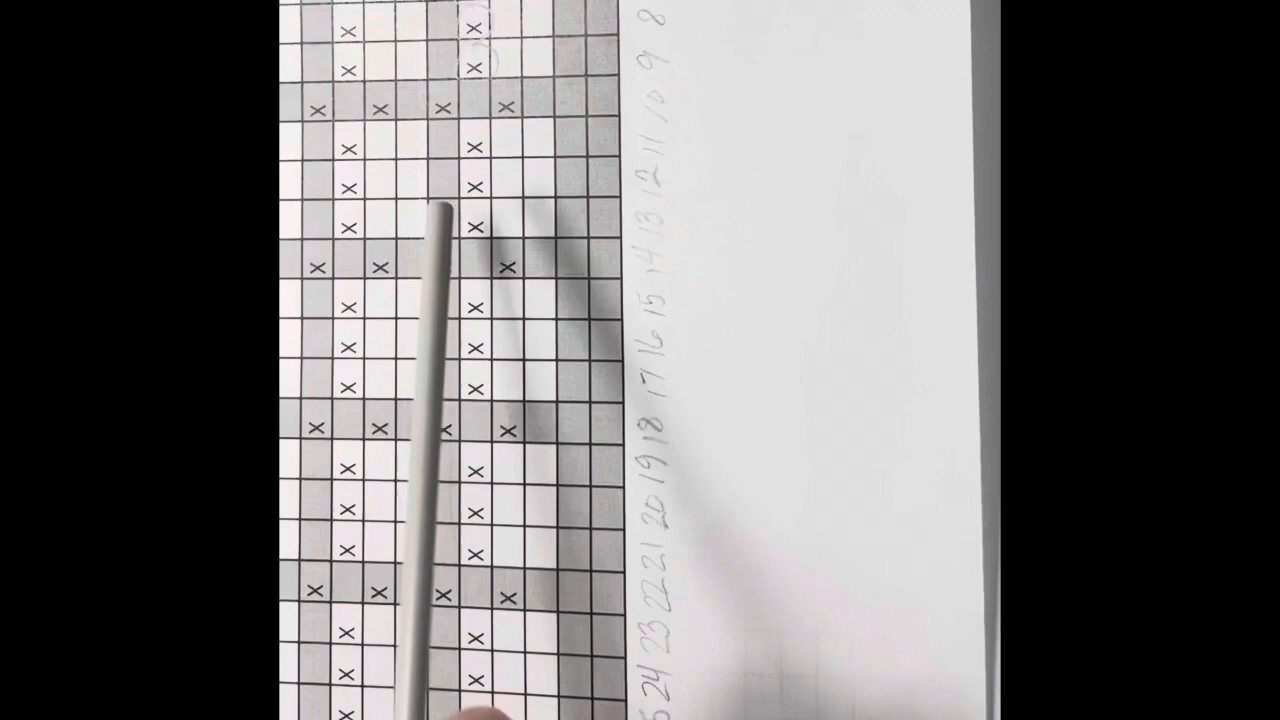 X X X X
X X X X X X X X X X X X X X
X X X X
X X X
X X X X X X X X X X X X X
X X X X
24 23 22 21 20 19 18 17 16 15 14 13 12 11 10 9 8